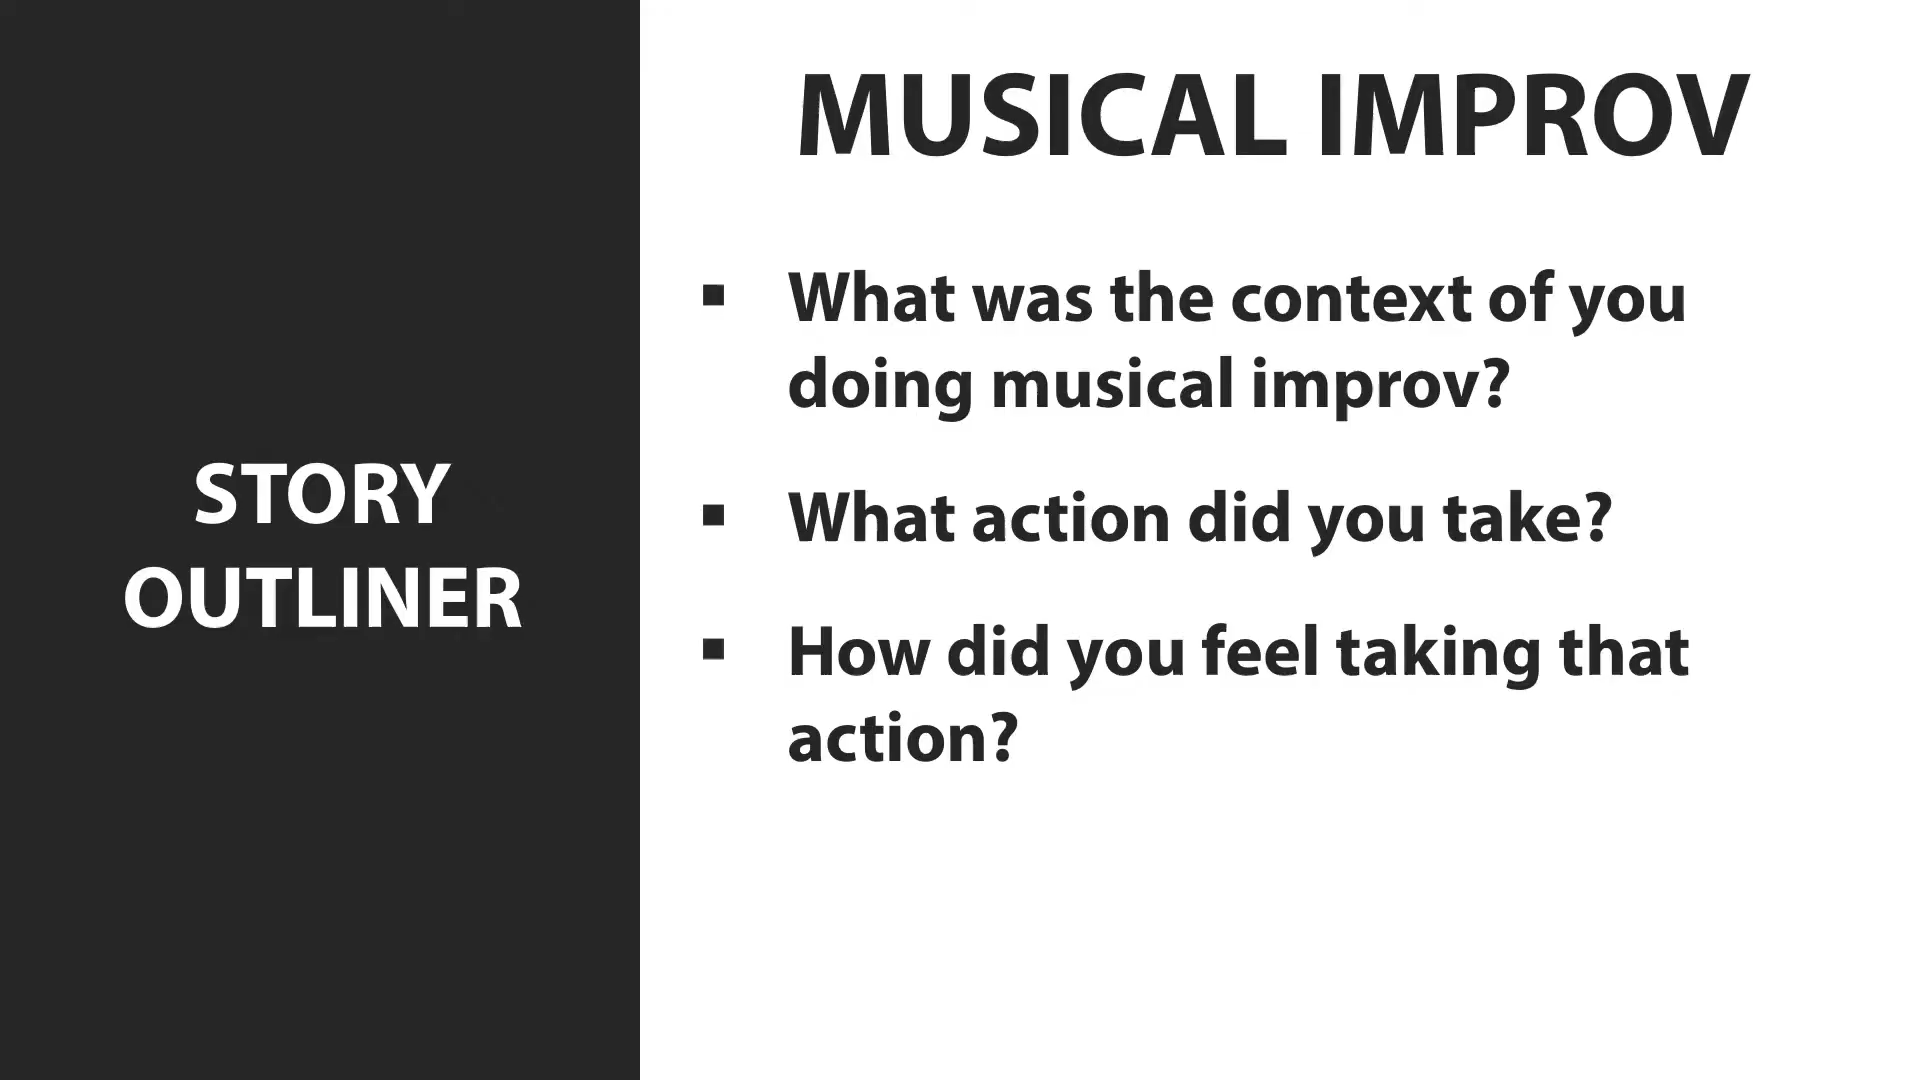 STORY
OUTLINER
MUSICAL IMPROV
▪ What was the context of you
doing musical improv?
▪ What action did you take?
▪ How did you feel taking that
action?